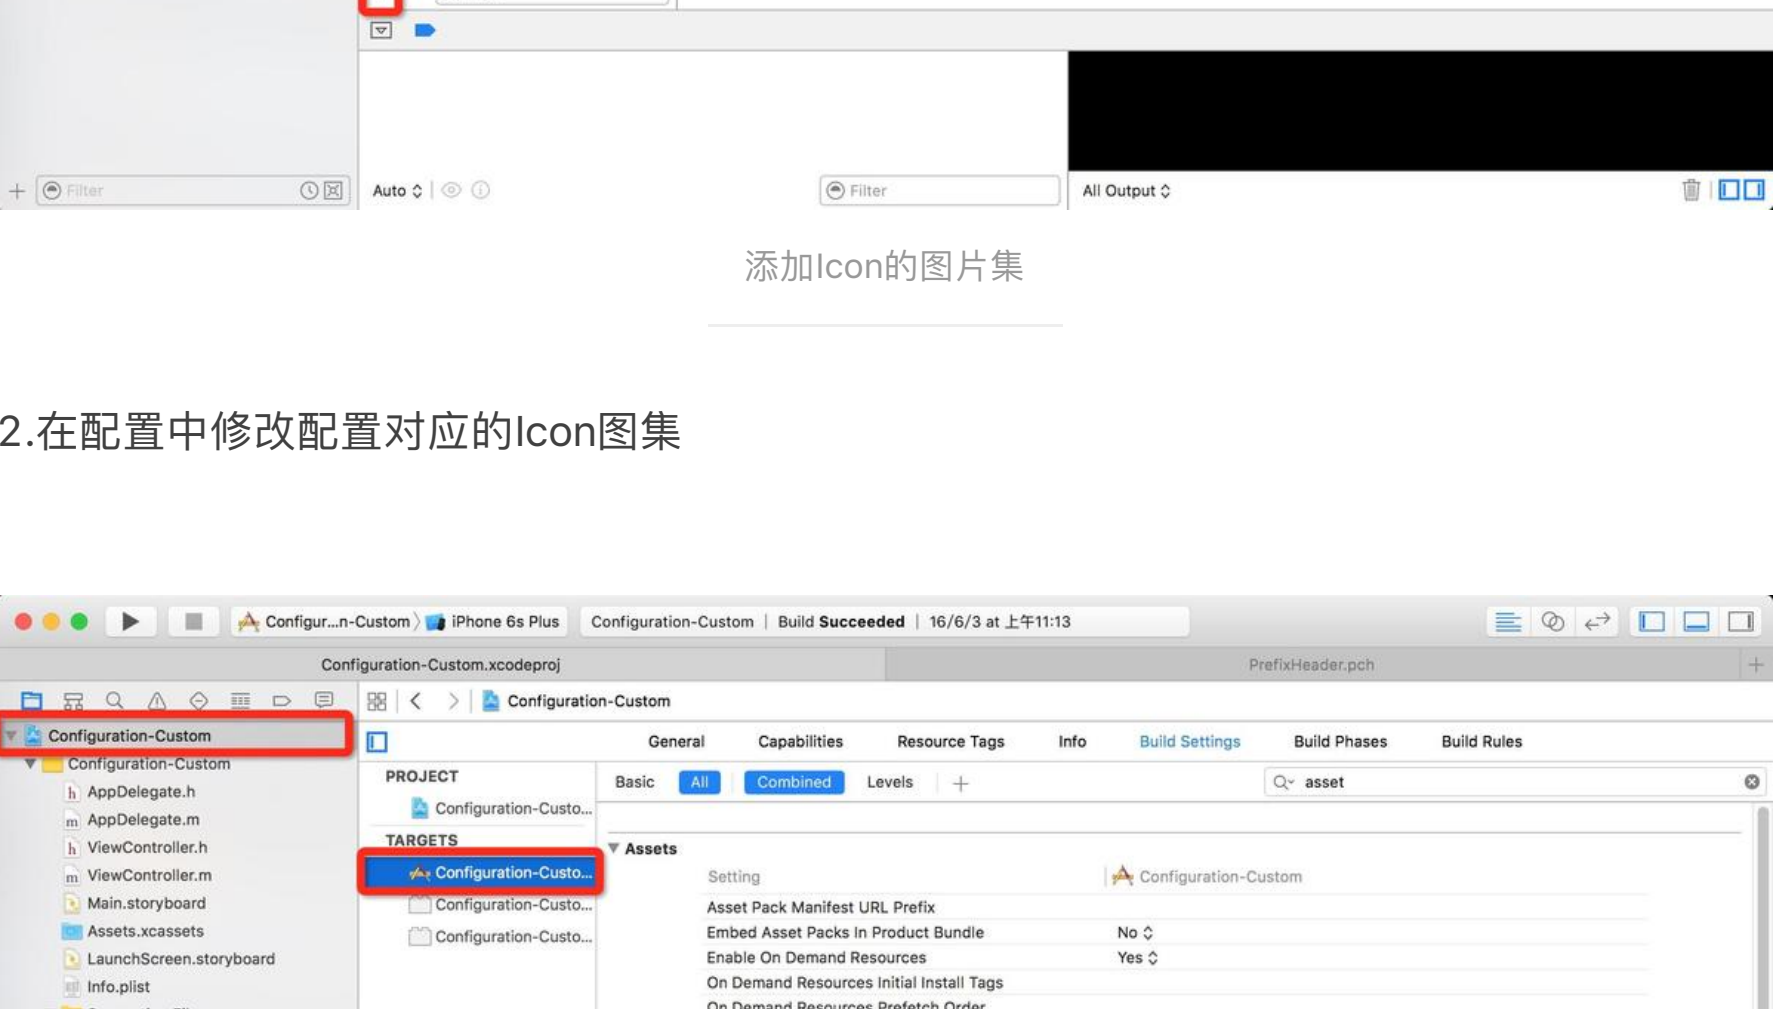 Filter
Auto
Filter
All Output
添加Icon的图片集
2.在配置中修改配置对应的Icon图集
Configur...n-Custom 〉 iPhone 6s Plus
Configuration-Custom | Build Succeeded | 16/6/3 at 上午11:13
Configuration-Custom.xcodeproj
PrefixHeader.pch
Configuration-Custom
Configuration-Custom
Configuration-Custom
AppDelegate.h
AppDelegate.m
ViewController.h
ViewController.m
Main.storyboard
Assets.xcassets
LaunchScreen.storyboard
Info.plist
General Capabilities Resource Tags Info Build Settings Build Phases Build Rules
PROJECT
Configuration-Custo...
TARGETS
Configuration-Custo...
Configuration-Custo...
Configuration-Custo...
Basic All Combined Levels
asset
Assets
Setting Configuration-Custom
Asset Pack Manifest URL Prefix
Embed Asset Packs In Product Bundle No
Enable On Demand Resources Yes
On Demand Resources Initial Install Tags
On Demand Resources Prefetch Order